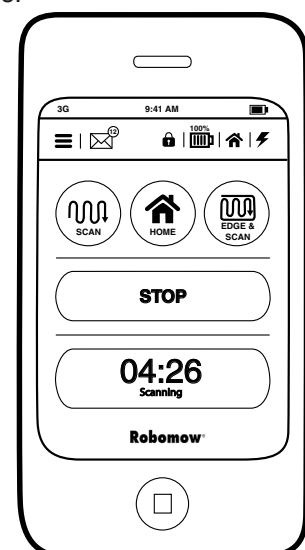 3G 9:41 AM
12
100%
SCAN HOME EDGE &
SCAN
STOP
04:26
Scanning
Robomow®